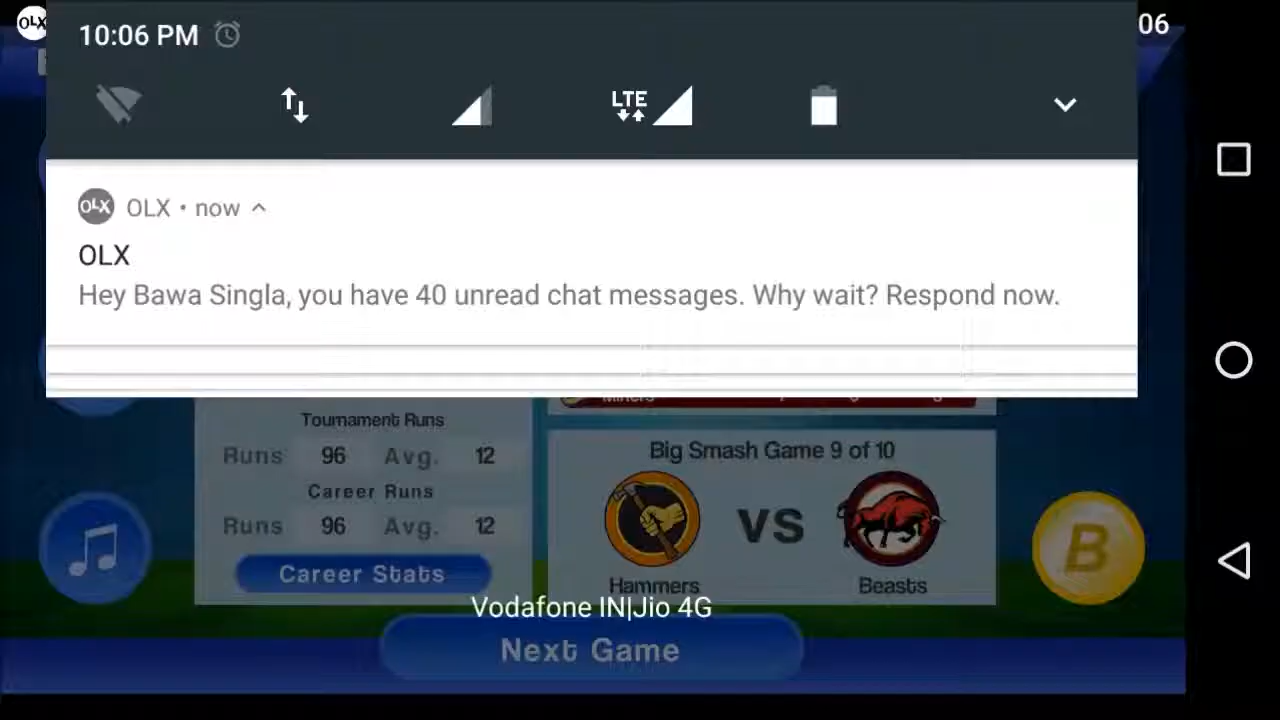 OLX
10:06 PM
06
LTE
OLX OLX • now
OLX
Hey Bawa Singla, you have 40 unread chat messages. Why wait? Respond now.
Tournament Runs
Runs 96 Avg. 12
Career Runs
Runs 96 Avg. 12
Career Stats
Big Smash Game 9 of 10
VS
Hammers Beasts
B
Vodafone IN|Jio 4G
Next Game